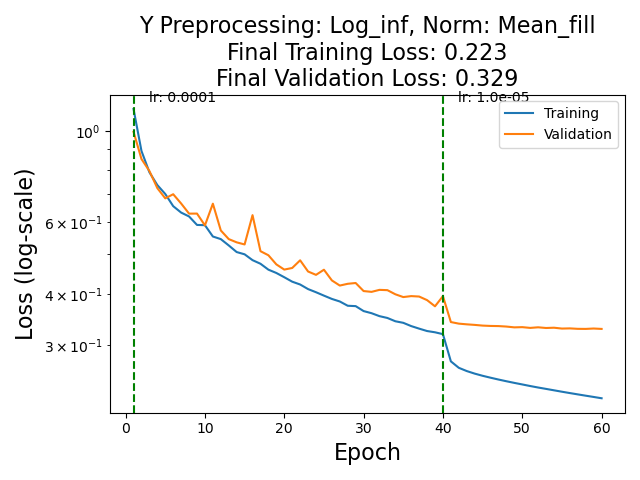 Y Preprocessing: Log_inf, Norm: Mean_fill
Final Training Loss: 0.223
Final Validation Loss: 0.329
lr: 0.0001
lr: 1.0e-05
Training
Validation
10⁰
6 × 10⁻¹
4 × 10⁻¹
3 × 10⁻¹
Loss (log-scale)
0 10 20 30 40 50 60
Epoch